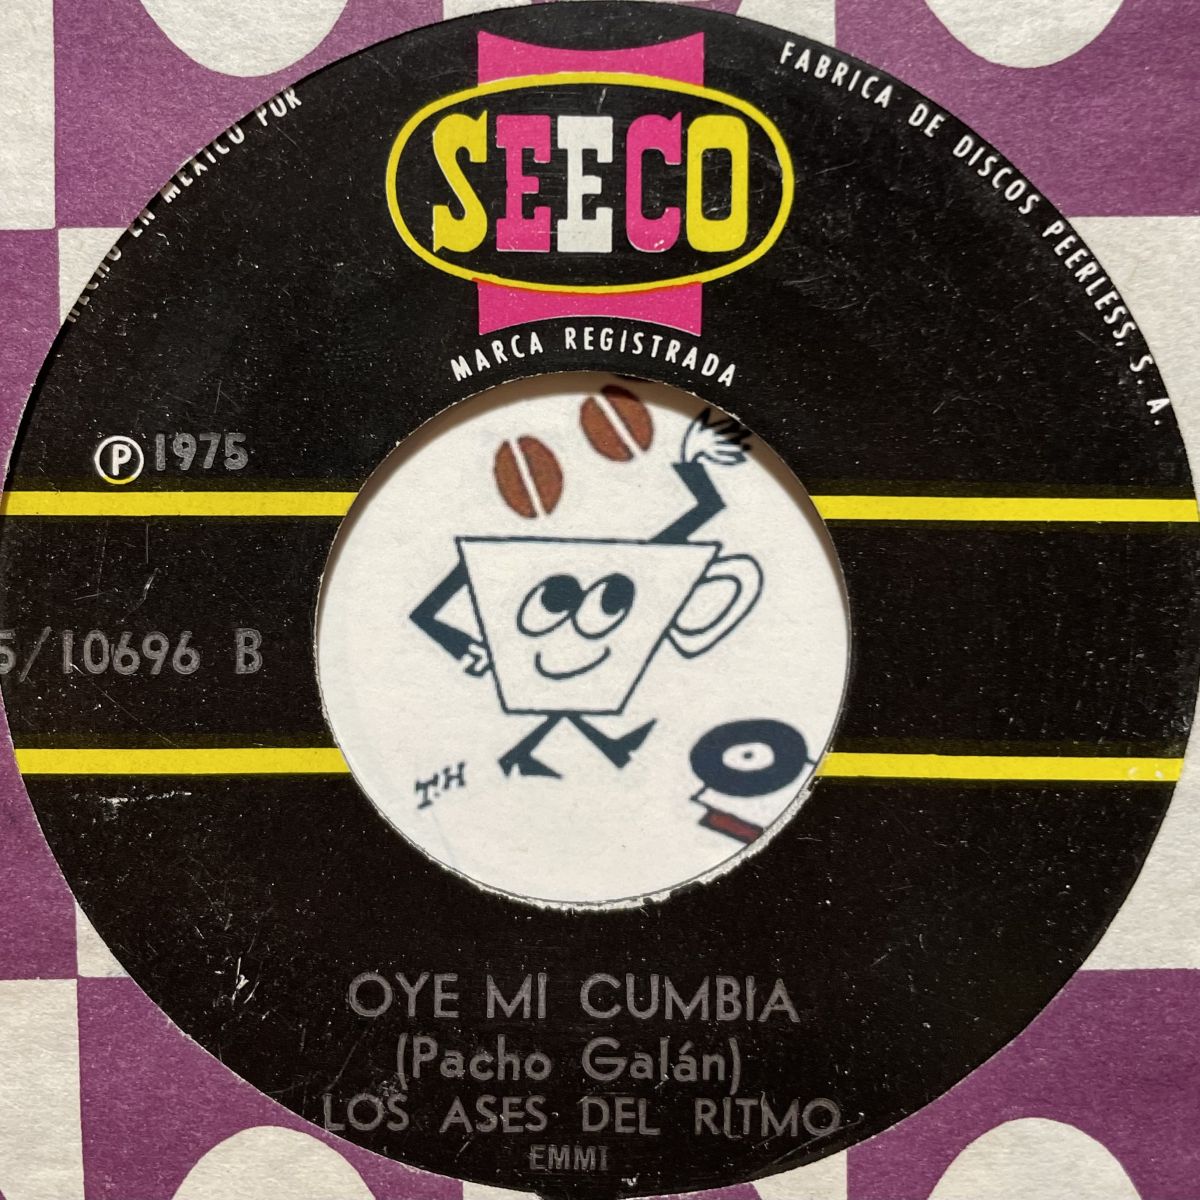 HECHO EN MEXICO POR
FABRICA DE DISCOS PEERLESS, S. A.
SEECO
MARCA REGISTRADA
Ⓟ 1975
5/10696 B
OYE MI CUMBIA
(Pacho Galán)
LOS ASES DEL RITMO
EMMI